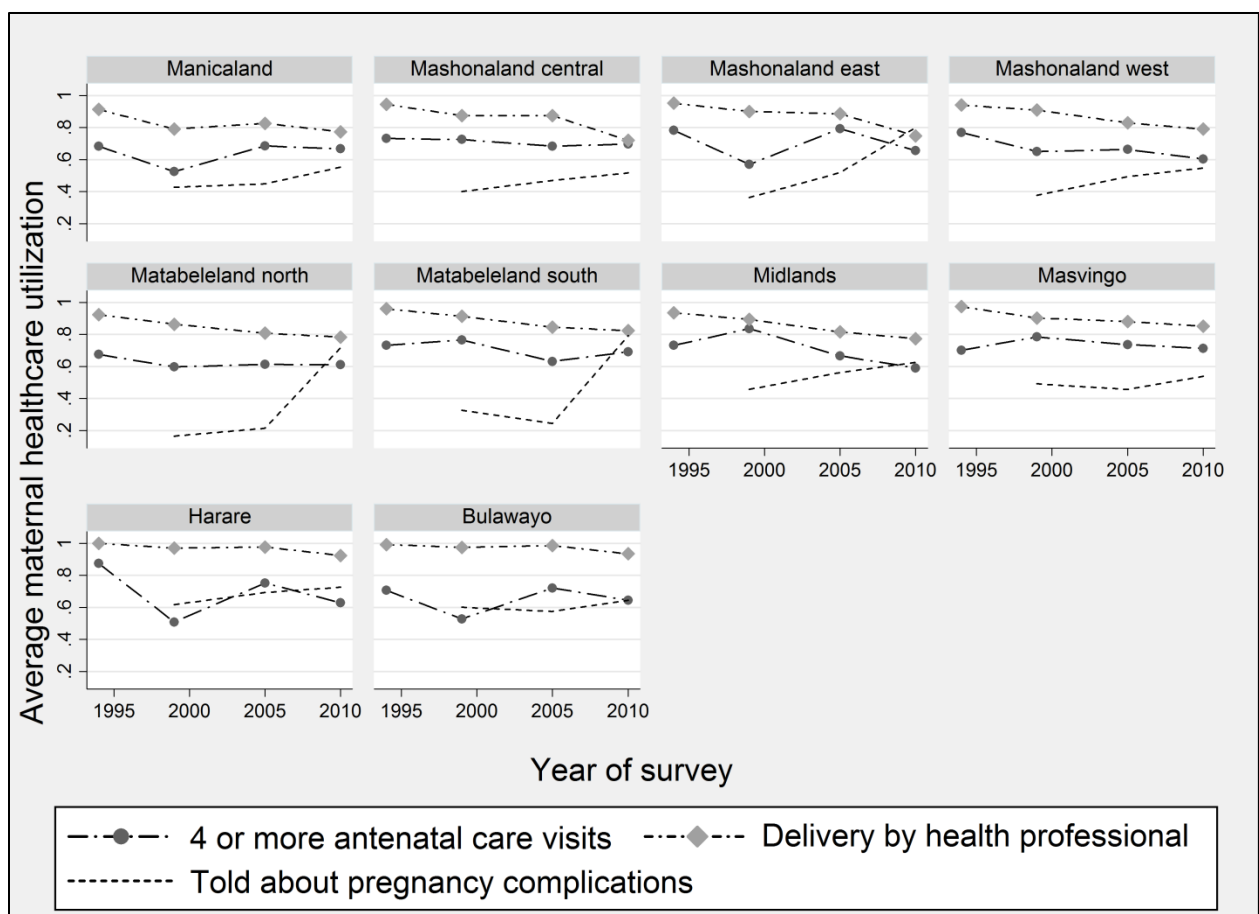 Average maternal healthcare utilization
Manicaland
Mashonaland central
Mashonaland east
Mashonaland west
1
.8
.6
.4
.2
Matabeleland north
Matabeleland south
Midlands
Masvingo
1
.8
.6
.4
.2
1995 2000 2005 2010
1995 2000 2005 2010
Harare
Bulawayo
1
.8
.6
.4
.2
1995 2000 2005 2010
1995 2000 2005 2010
Year of survey
4 or more antenatal care visits
Delivery by health professional
Told about pregnancy complications